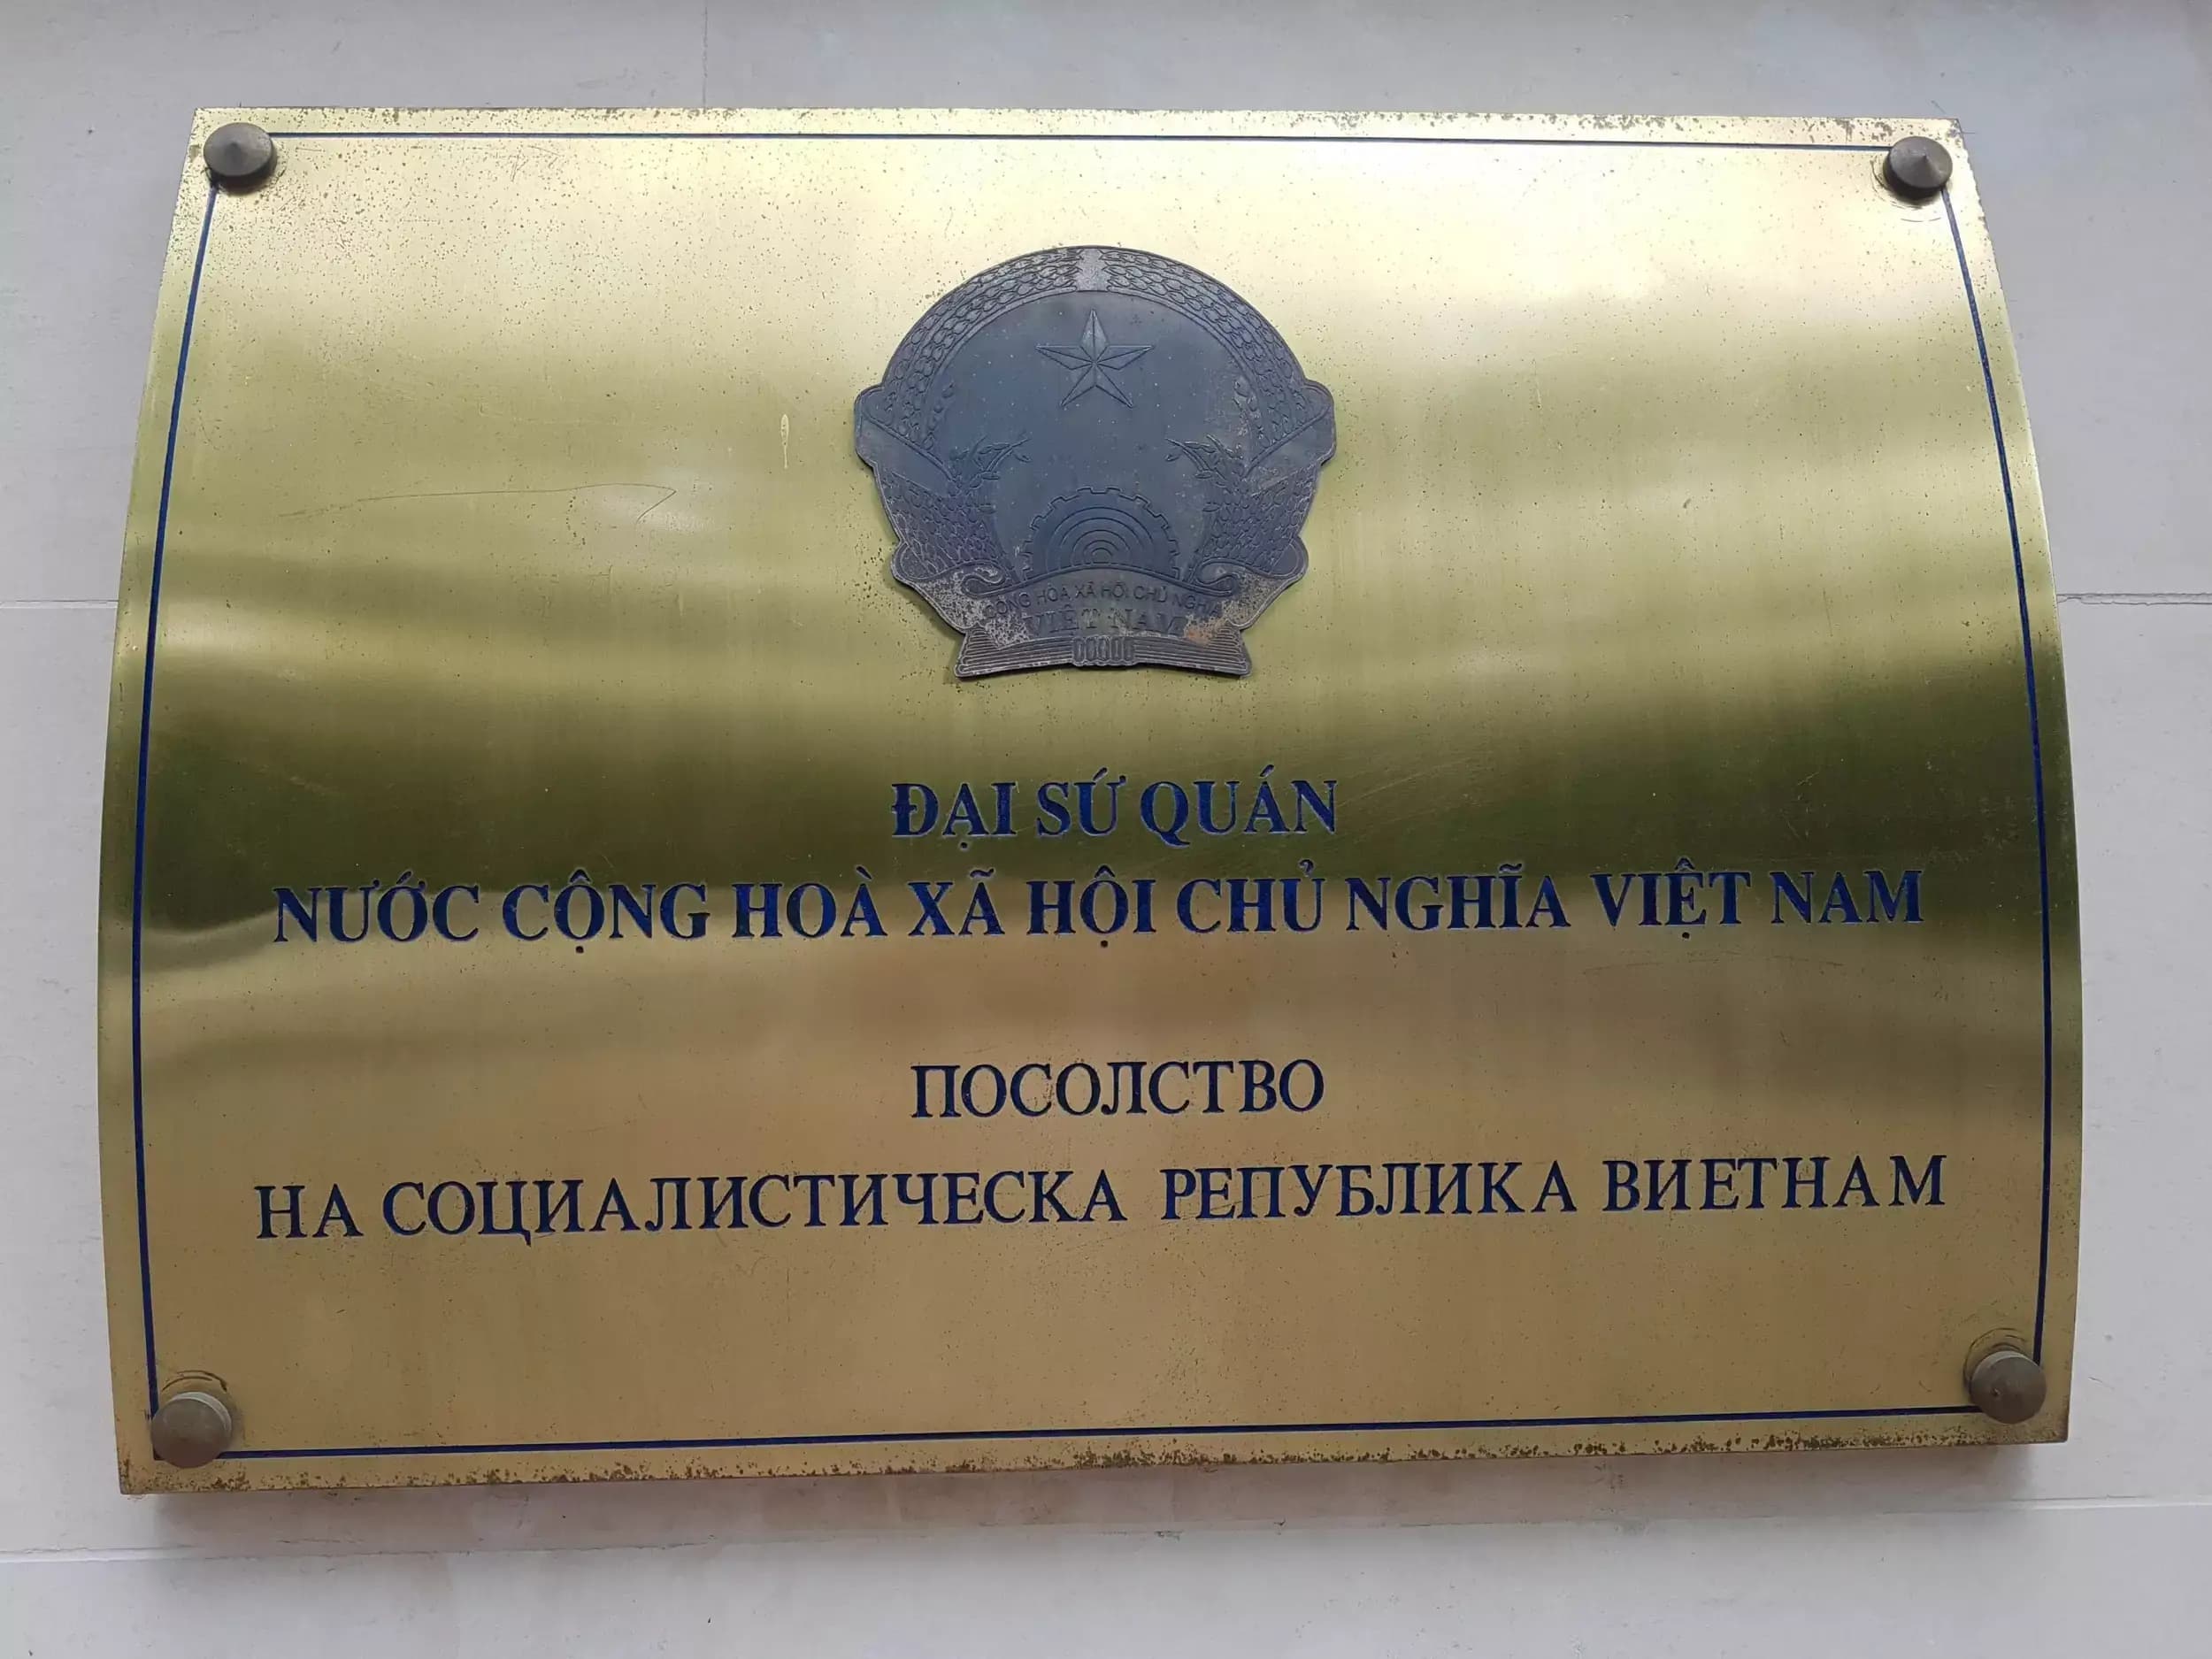 CỘNG HÒA XÃ HỘI CHỦ NGHĨA
VIỆT NAM
ĐẠI SỨ QUÁN
NƯỚC CỘNG HOÀ XÃ HỘI CHỦ NGHĨA VIỆT NAM
ПОСОЛСТВО
НА СОЦИАЛИСТИЧЕСКА РЕПУБЛИКА ВИЕТНАМ